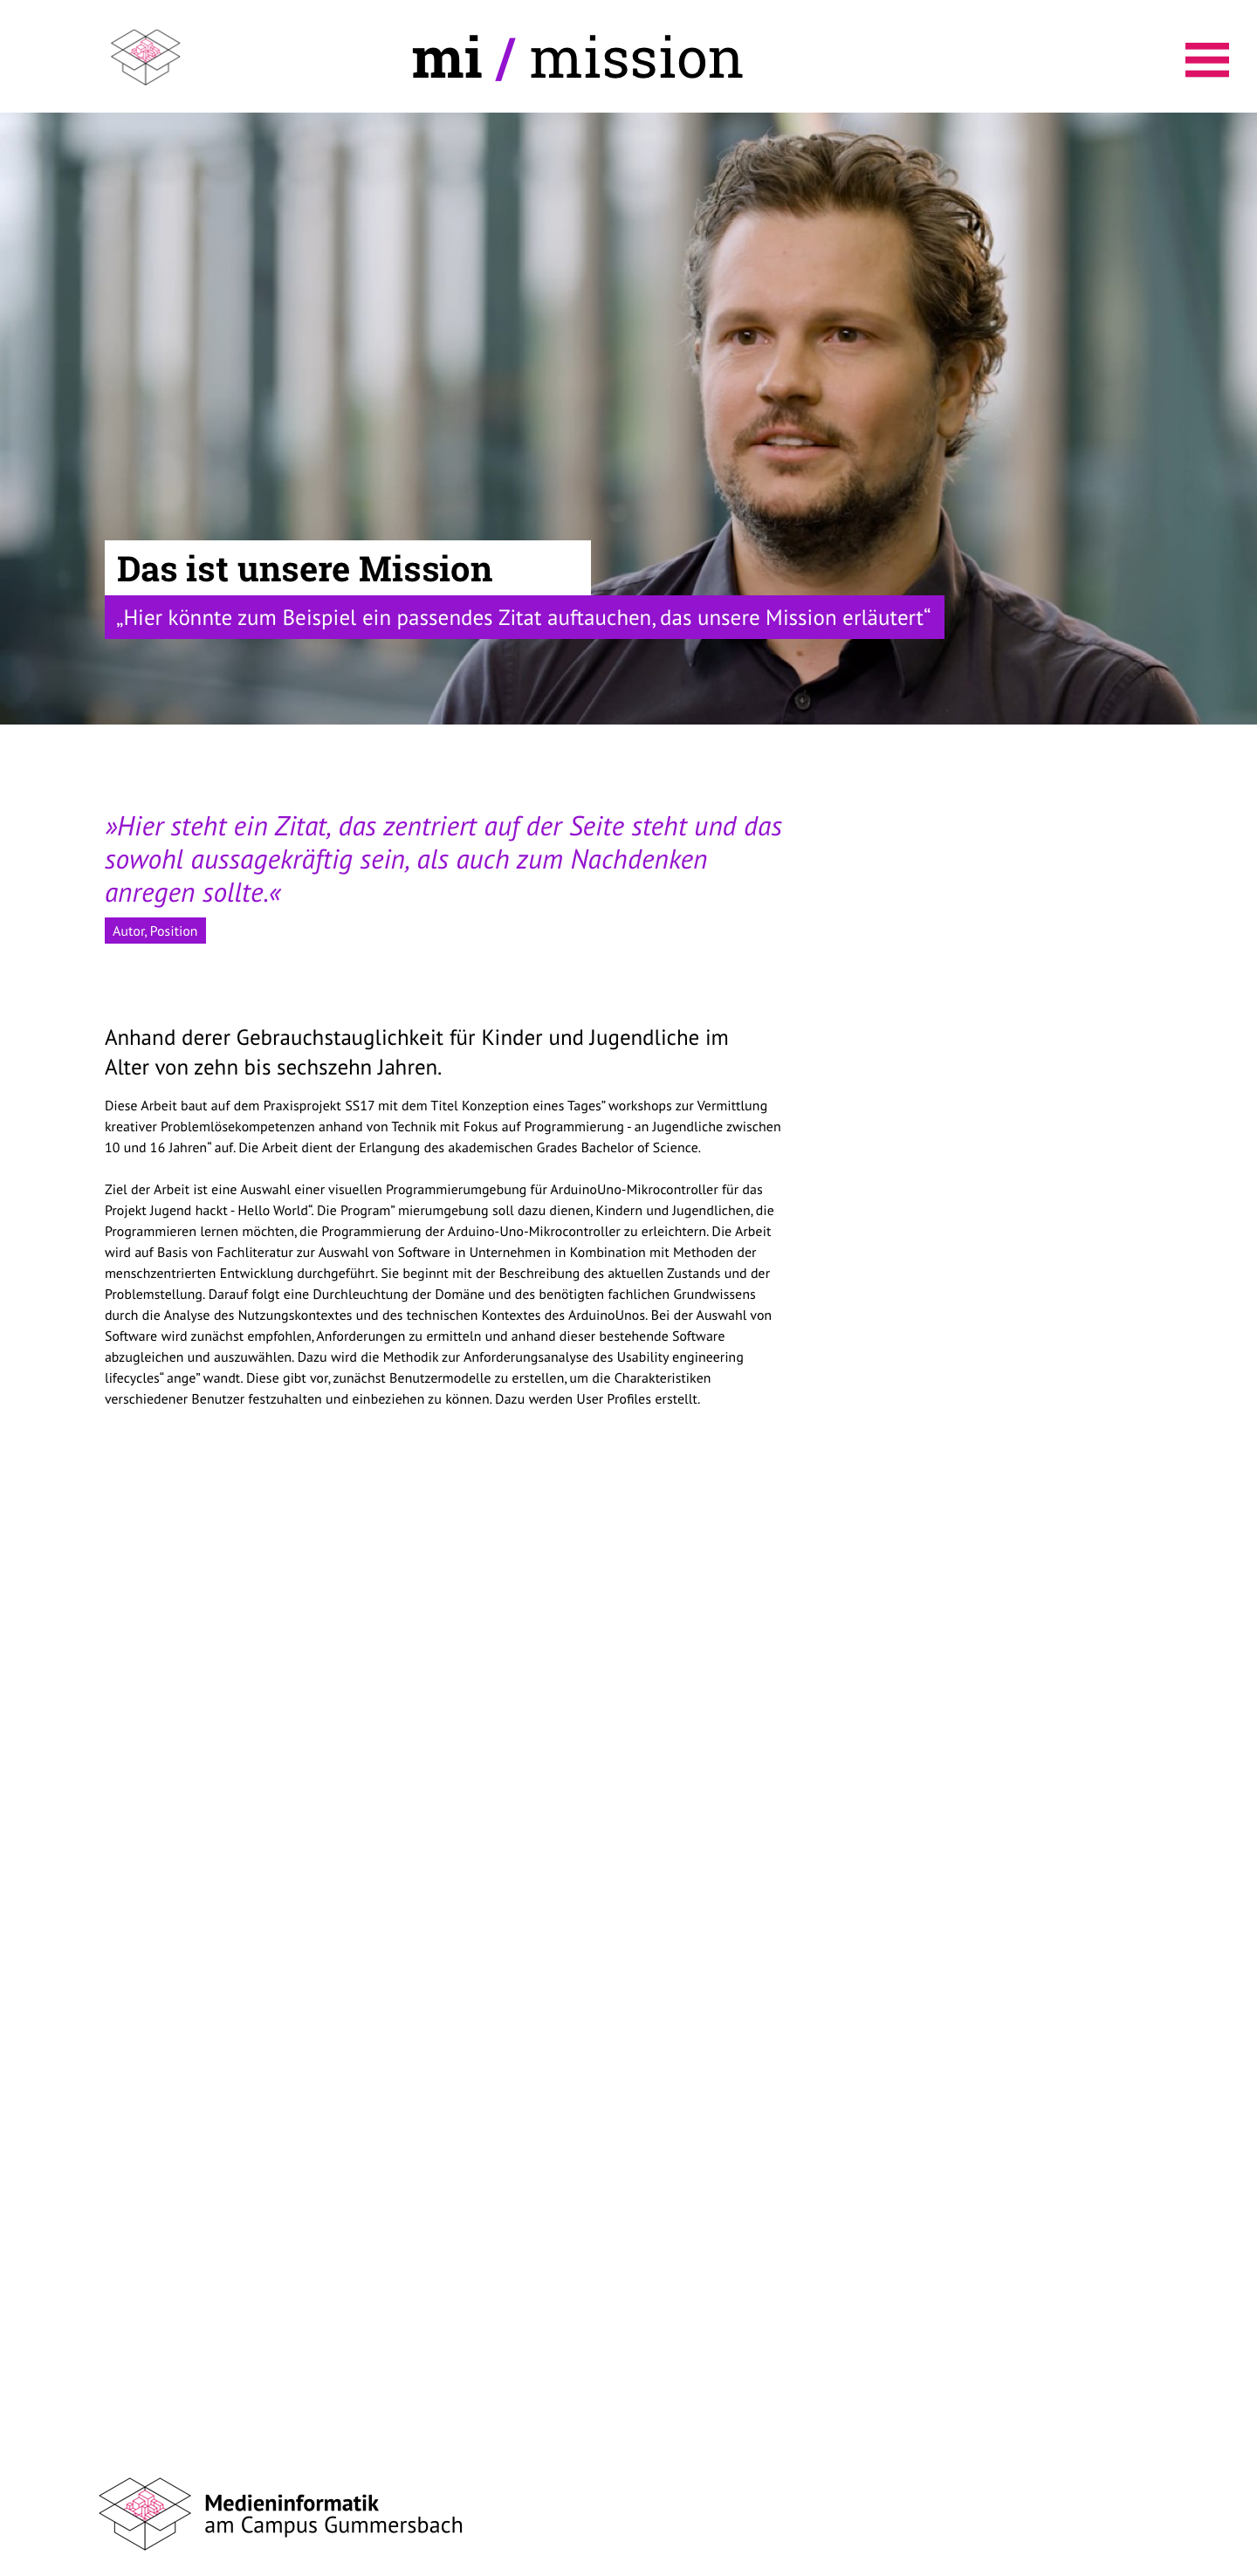 mi / mission
Das ist unsere Mission
„Hier könnte zum Beispiel ein passendes Zitat auftauchen, das unsere Mission erläutert“
»Hier steht ein Zitat, das zentriert auf der Seite steht und das
sowohl aussagekräftig sein, als auch zum Nachdenken
anregen sollte.«
Autor, Position
Anhand derer Gebrauchstauglichkeit für Kinder und Jugendliche im
Alter von zehn bis sechszehn Jahren.
Diese Arbeit baut auf dem Praxisprojekt SS17 mit dem Titel Konzeption eines Tages” workshops zur Vermittlung
kreativer Problemlösekompetenzen anhand von Technik mit Fokus auf Programmierung - an Jugendliche zwischen
10 und 16 Jahren“ auf. Die Arbeit dient der Erlangung des akademischen Grades Bachelor of Science.
Ziel der Arbeit ist eine Auswahl einer visuellen Programmierumgebung für ArduinoUno-Mikrocontroller für das
Projekt Jugend hackt - Hello World“. Die Program” mierumgebung soll dazu dienen, Kindern und Jugendlichen, die
Programmieren lernen möchten, die Programmierung der Arduino-Uno-Mikrocontroller zu erleichtern. Die Arbeit
wird auf Basis von Fachliteratur zur Auswahl von Software in Unternehmen in Kombination mit Methoden der
menschzentrierten Entwicklung durchgeführt. Sie beginnt mit der Beschreibung des aktuellen Zustands und der
Problemstellung. Darauf folgt eine Durchleuchtung der Domäne und des benötigten fachlichen Grundwissens
durch die Analyse des Nutzungskontextes und des technischen Kontextes des ArduinoUnos. Bei der Auswahl von
Software wird zunächst empfohlen, Anforderungen zu ermitteln und anhand dieser bestehende Software
abzugleichen und auszuwählen. Dazu wird die Methodik zur Anforderungsanalyse des Usability engineering
lifecycles“ ange” wandt. Diese gibt vor, zunächst Benutzermodelle zu erstellen, um die Charakteristiken
verschiedener Benutzer festzuhalten und einbeziehen zu können. Dazu werden User Profiles erstellt.
Medieninformatik
am Campus Gummersbach